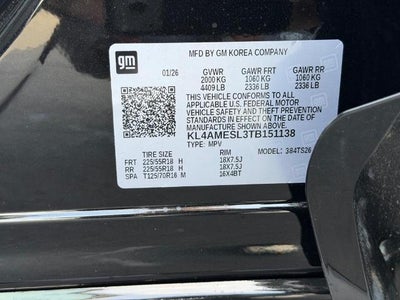 gm
MFD BY GM KOREA COMPANY
01/26 GVWR GAWR FRT GAWR RR
2000 KG 1060 KG 1060 KG
4409 LB 2336 LB 2336 LB
THIS VEHICLE CONFORMS TO ALL
APPLICABLE U.S. FEDERAL MOTOR
VEHICLE SAFETY AND THEFT PREVENTION
STANDARDS IN EFFECT ON THE DATE
OF MANUFACTURE SHOWN ABOVE.
KL4AMESL3TB151138
TYPE: MPV MODEL: 384TS26
TIRE SIZE RIM
FRT 225/55R18 H 18X7.5J
RR 225/55R18 H 18X7.5J
SPA T125/70R16 M 16X4BT